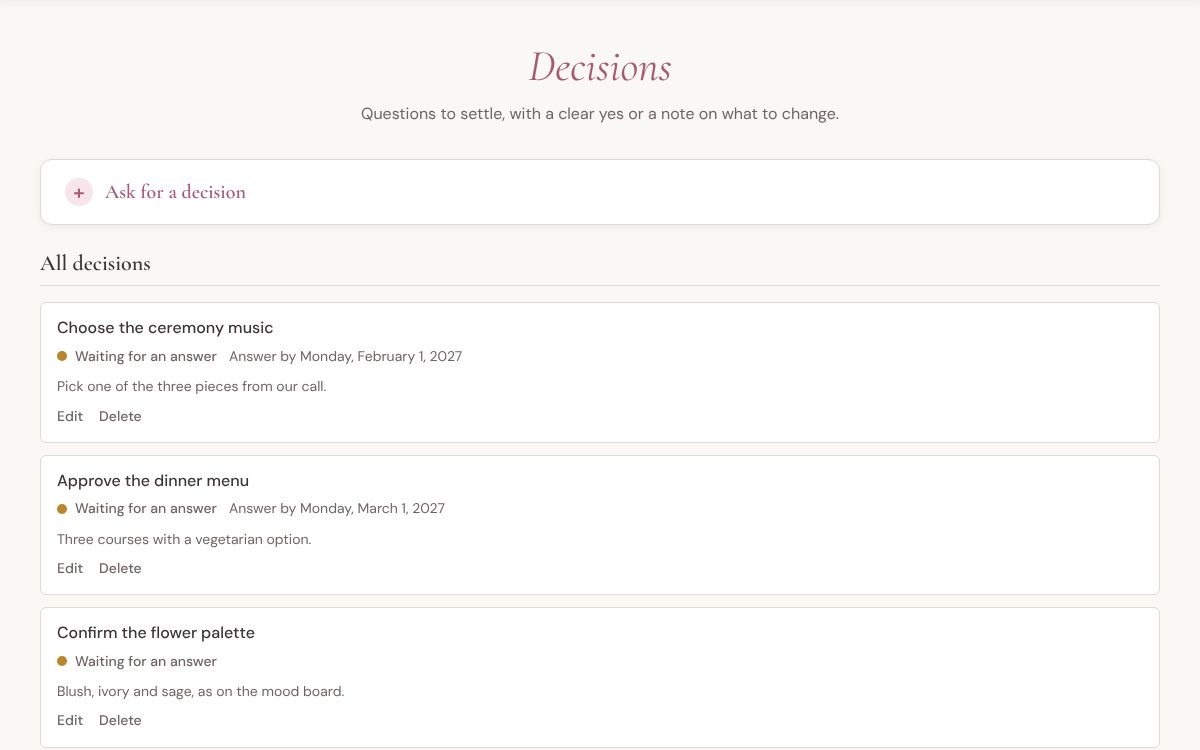 Decisions
Questions to settle, with a clear yes or a note on what to change.
+ Ask for a decision
All decisions
Choose the ceremony music
Waiting for an answer Answer by Monday, February 1, 2027
Pick one of the three pieces from our call.
Edit Delete
Approve the dinner menu
Waiting for an answer Answer by Monday, March 1, 2027
Three courses with a vegetarian option.
Edit Delete
Confirm the flower palette
Waiting for an answer
Blush, ivory and sage, as on the mood board.
Edit Delete